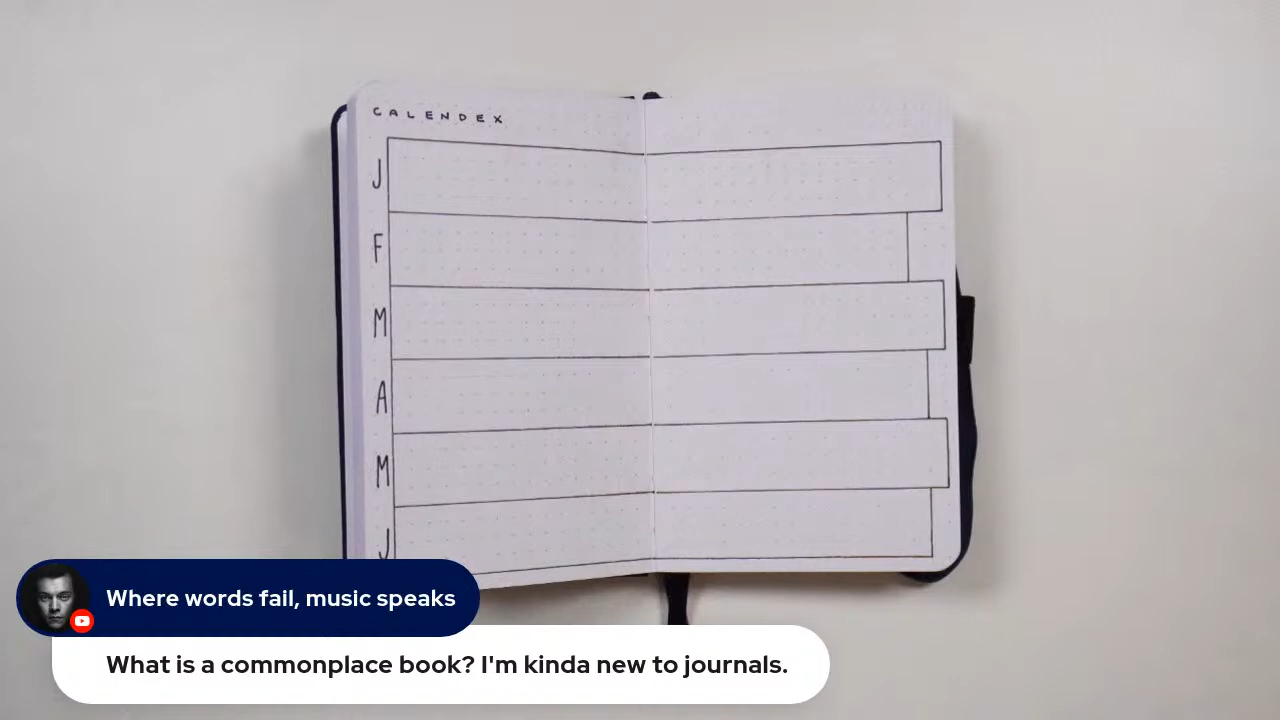 CALENDEX
J
F
M
A
M
J
Where words fail, music speaks
What is a commonplace book? I'm kinda new to journals.